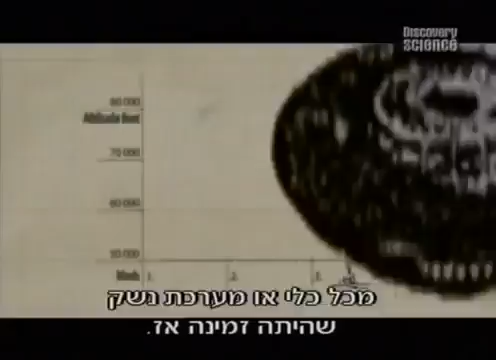 Discovery
SCIENCE
80 000
Altitude feet
70 000
60 000
50 000
Mach 1. 2. 3.
מכל כלי או מערכת נשק
שהיתה זמינה אז.